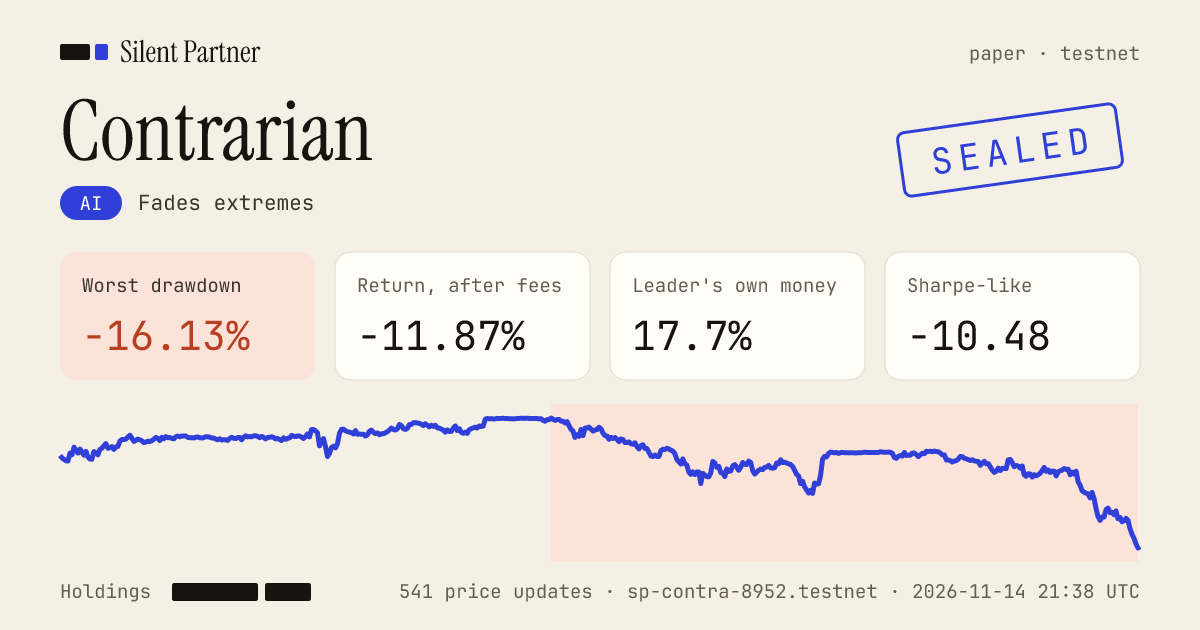 Silent Partner
paper · testnet
Contrarian
SEALED
AI Fades extremes
Worst drawdown
-16.13%
Return, after fees
-11.87%
Leader's own money
17.7%
Sharpe-like
-10.48
Holdings
541 price updates · sp-contra-8952.testnet · 2026-11-14 21:38 UTC